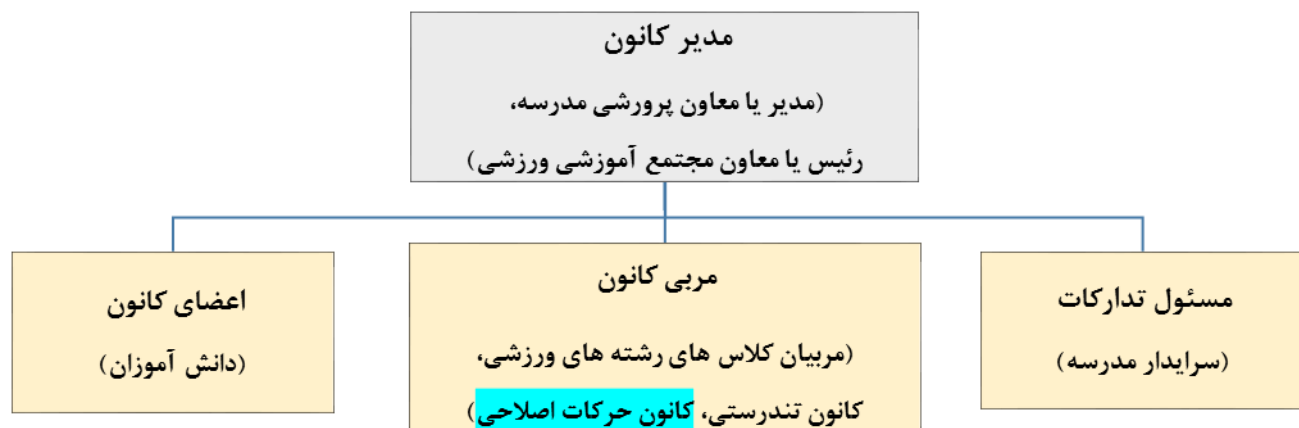 مدیر کانون
(مدیر یا معاون پرورشی مدرسه،
رئیس یا معاون مجتمع آموزشی ورزشی)
مسئول تدارکات
(سرایدار مدرسه)
مربی کانون
(مربیان کلاس های رشته های ورزشی،
کانون تندرستی، کانون حرکات اصلاحی)
اعضای کانون
(دانش آموزان)